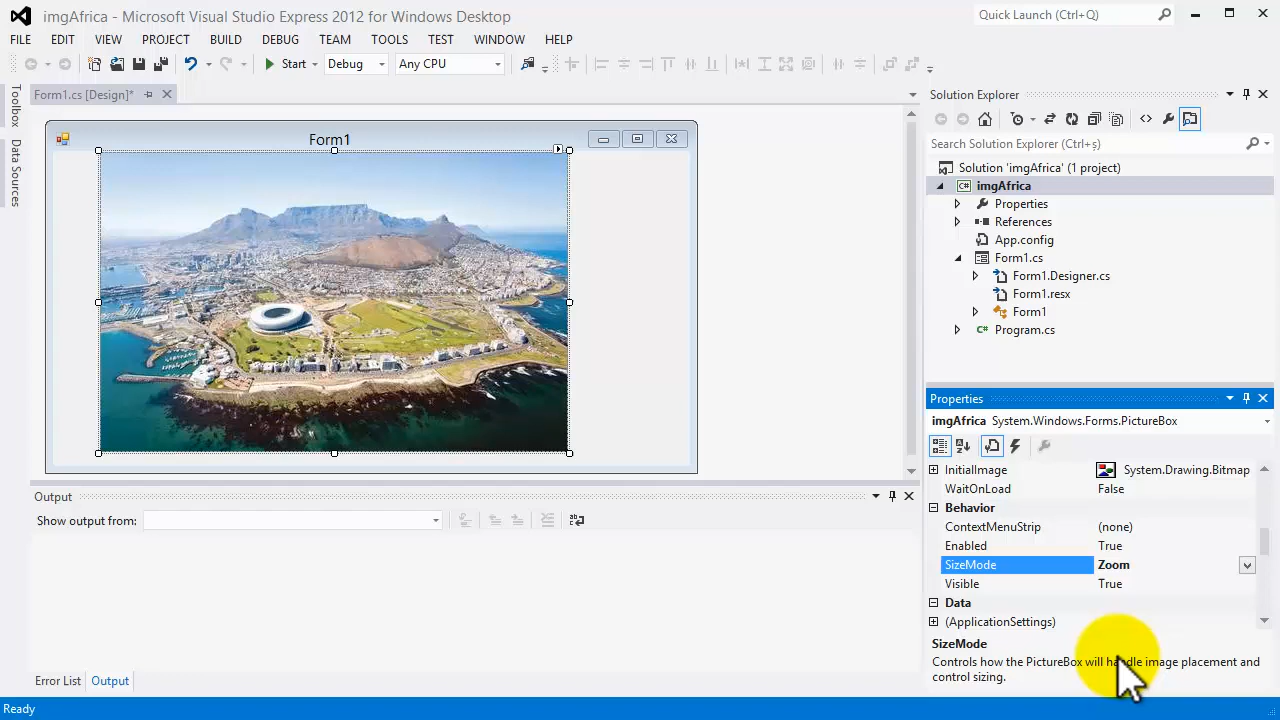 imgAfrica - Microsoft Visual Studio Express 2012 for Windows Desktop
Quick Launch (Ctrl+Q)
FILE EDIT VIEW PROJECT BUILD DEBUG TEAM TOOLS TEST WINDOW HELP
Start Debug Any CPU
Toolbox
Data Sources
Form1.cs [Design]*
Form1
Solution Explorer
Search Solution Explorer (Ctrl+ş)
Solution 'imgAfrica' (1 project)
C# imgAfrica
Properties
References
App.config
Form1.cs
Form1.Designer.cs
Form1.resx
Form1
Program.cs
Properties
imgAfrica System.Windows.Forms.PictureBox
InitialImage System.Drawing.Bitmap
WaitOnLoad False
Behavior
ContextMenuStrip (none)
Enabled True
SizeMode Zoom
Visible True
Data
(ApplicationSettings)
SizeMode
Controls how the PictureBox will handle image placement and
control sizing.
Output
Show output from:
Error List Output
Ready